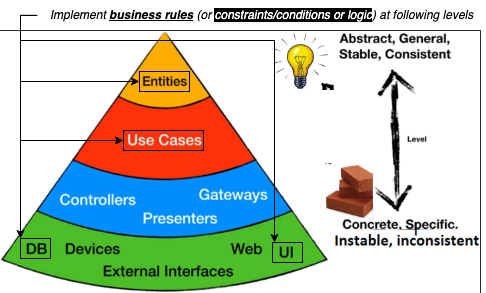 Implement business rules (or constraints/conditions or logic) at following levels
Abstract, General,
Stable, Consistent
Entities
Use Cases
Level
Controllers
Gateways
Presenters
Concrete, Specific.
Instable, inconsistent
DB
Devices
Web
UI
External Interfaces